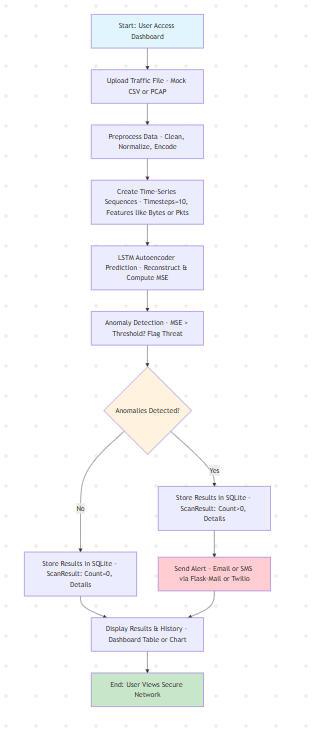 Start: User Access
Dashboard
Upload Traffic File - Mock
CSV or PCAP
Preprocess Data - Clean,
Normalize, Encode
Create Time-Series
Sequences - Timesteps=10,
Features like Bytes or Pkts
LSTM Autoencoder
Prediction - Reconstruct &
Compute MSE
Anomaly Detection - MSE >
Threshold? Flag Threat
Anomalies Detected?
Yes
Store Results in SQLite -
ScanResult: Count>0,
Details
No
Store Results in SQLite -
ScanResult: Count=0,
Details
Send Alert - Email or SMS
via Flask-Mail or Twilio
Display Results & History -
Dashboard Table or Chart
End: User Views Secure
Network